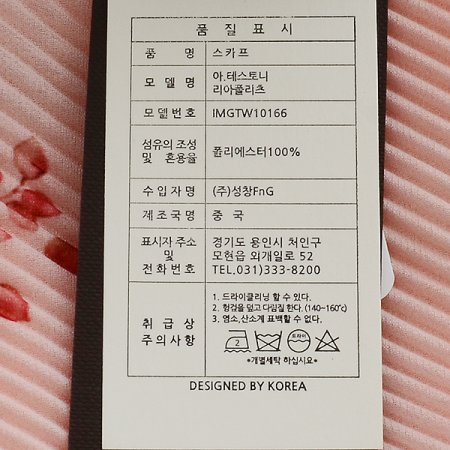 품 질 표 시
품 명 스카프
모 델 명 아.테스토니
리아플리츠
모델번호 IMGTW10166
섬유의 조성
및 혼용율 폴리에스터100%
수 입 자 명 (주)성창FnG
제 조 국 명 중 국
표시자 주소
및
전 화 번 호 경기도 용인시 처인구
모현읍 외개일로 52
TEL.031)333-8200
취 급 상
주의사항 1. 드라이클리닝 할 수 있다.
2. 헝겊을 덮고 다림질 한다. (140~160℃)
3. 염소,산소계 표백할 수 없다.
2 드라이
•개별세탁 하십시요•
DESIGNED BY KOREA